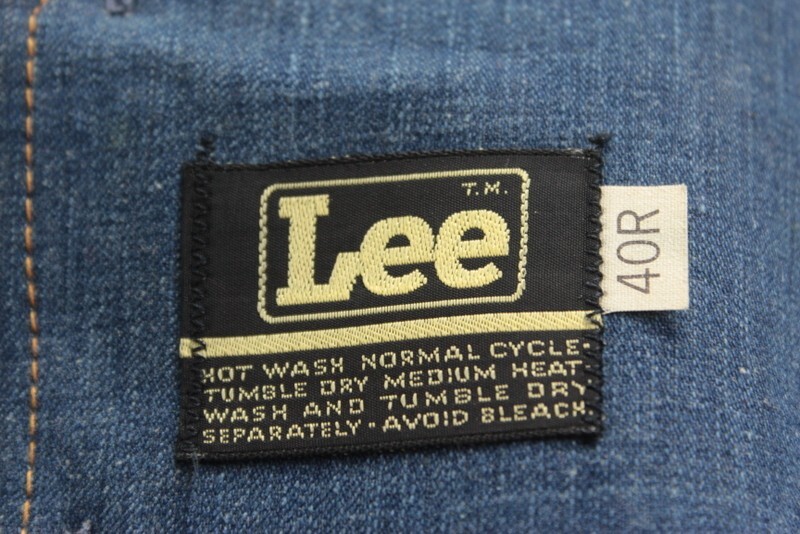 T.M.
Lee
40R
HOT WASH NORMAL CYCLE-
TUMBLE DRY MEDIUM HEAT
WASH AND TUMBLE DRY
SEPARATELY - AVOID BLEACH